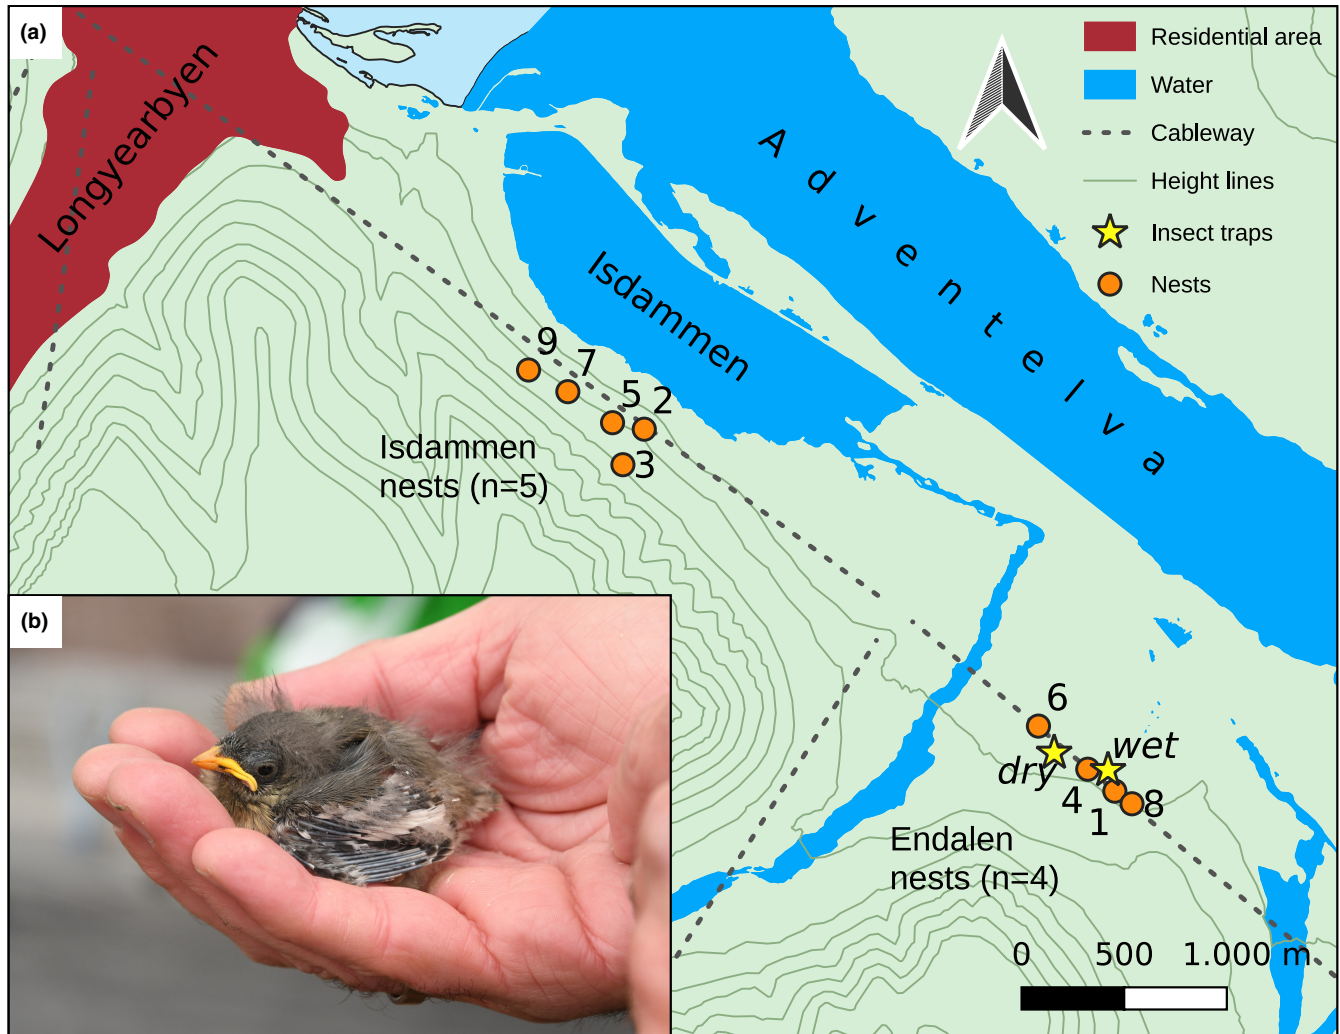 (a)
Longyearbyen
Adventelva
Isdammen
Residential area
Water
Cableway
Height lines
Insect traps
Nests
9
7
5
2
3
Isdammen
nests (n=5)
6
dry
wet
4
1
8
Endalen
nests (n=4)
0 500 1.000 m
(b)